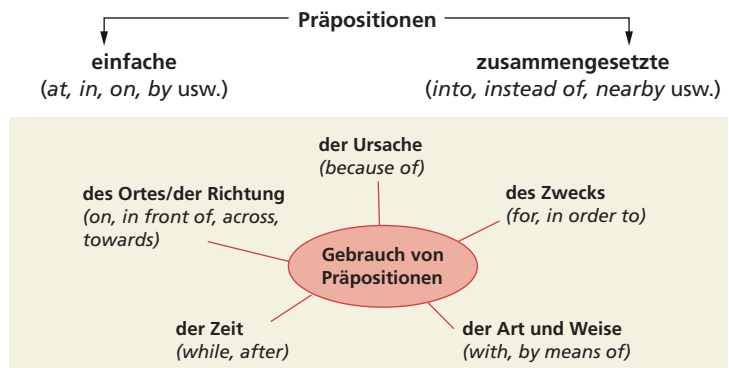 Präpositionen
einfache
(at, in, on, by usw.)
zusammengesetzte
(into, instead of, nearby usw.)
der Ursache
(because of)
des Ortes/der Richtung
(on, in front of, across,
towards)
des Zwecks
(for, in order to)
Gebrauch von
Präpositionen
der Zeit
(while, after)
der Art und Weise
(with, by means of)